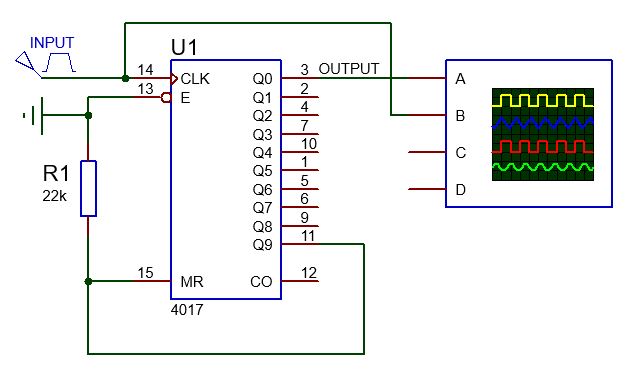 INPUT
U1
14 CLK Q0 3 OUTPUT A
13 E Q1 2
Q2 4 B
Q3 7
Q4 10 C
Q5 1
R1
22k
Q6 5 D
Q7 6
Q8 9
Q9 11
15 MR CO 12
4017